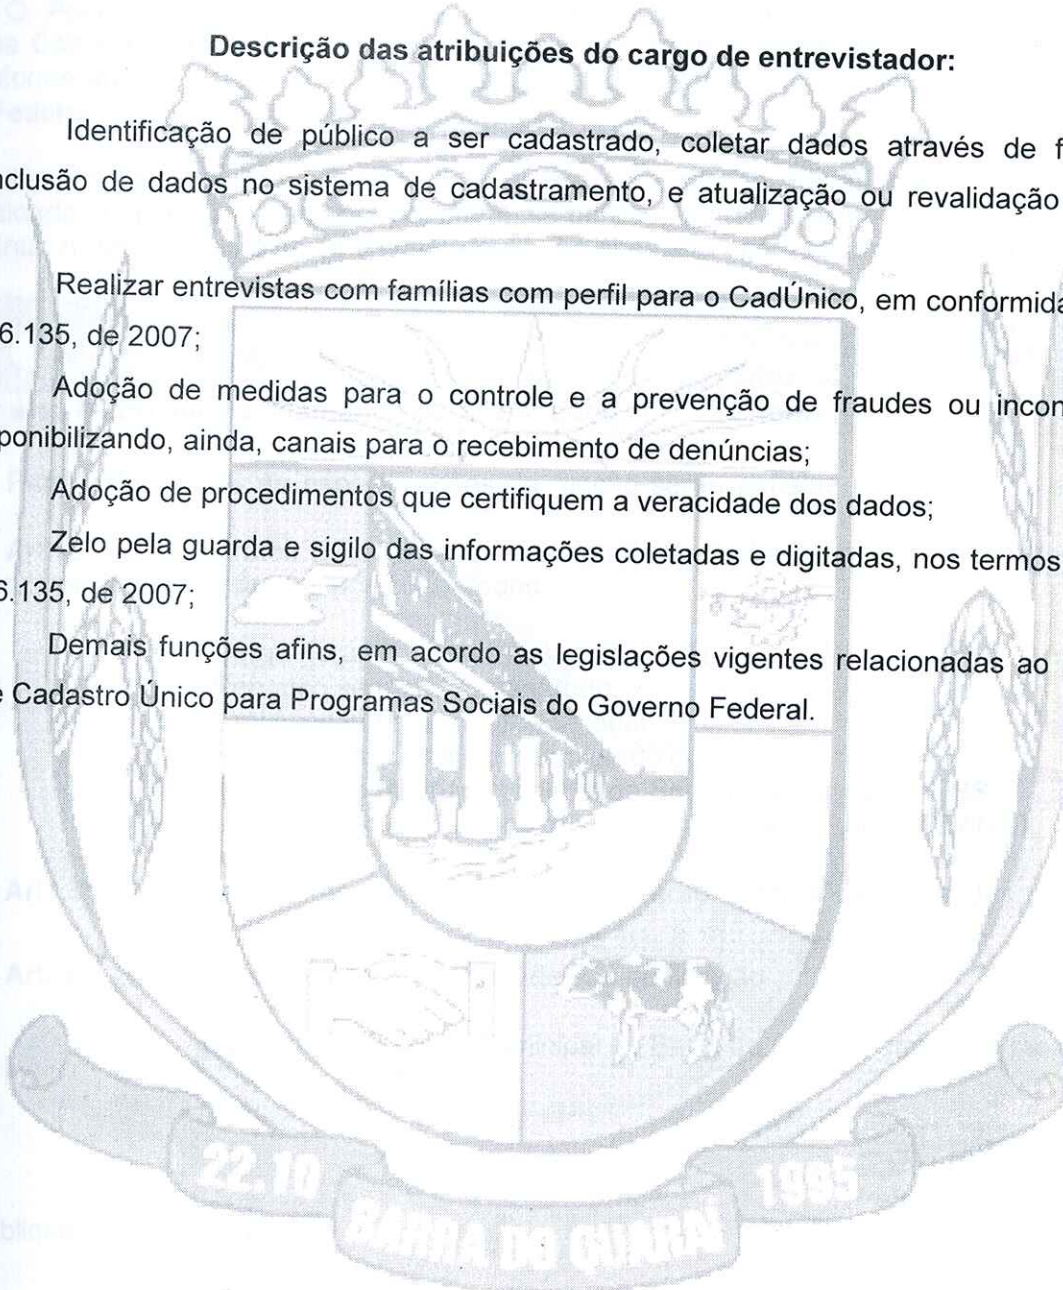 Descrição das atribuições do cargo de entrevistador:
Identificação de público a ser cadastrado, coletar dados através de f
nclusão de dados no sistema de cadastramento, e atualização ou revalidação
Realizar entrevistas com famílias com perfil para o CadÚnico, em conformida
6.135, de 2007;
Adoção de medidas para o controle e a prevenção de fraudes ou incon
ponibilizando, ainda, canais para o recebimento de denúncias;
Adoção de procedimentos que certifiquem a veracidade dos dados;
Zelo pela guarda e sigilo das informações coletadas e digitadas, nos termos
6.135, de 2007;
Demais funções afins, em acordo as legislações vigentes relacionadas ao
e Cadastro Único para Programas Sociais do Governo Federal.
22.10 1995
BARRA DO QUARAÍ